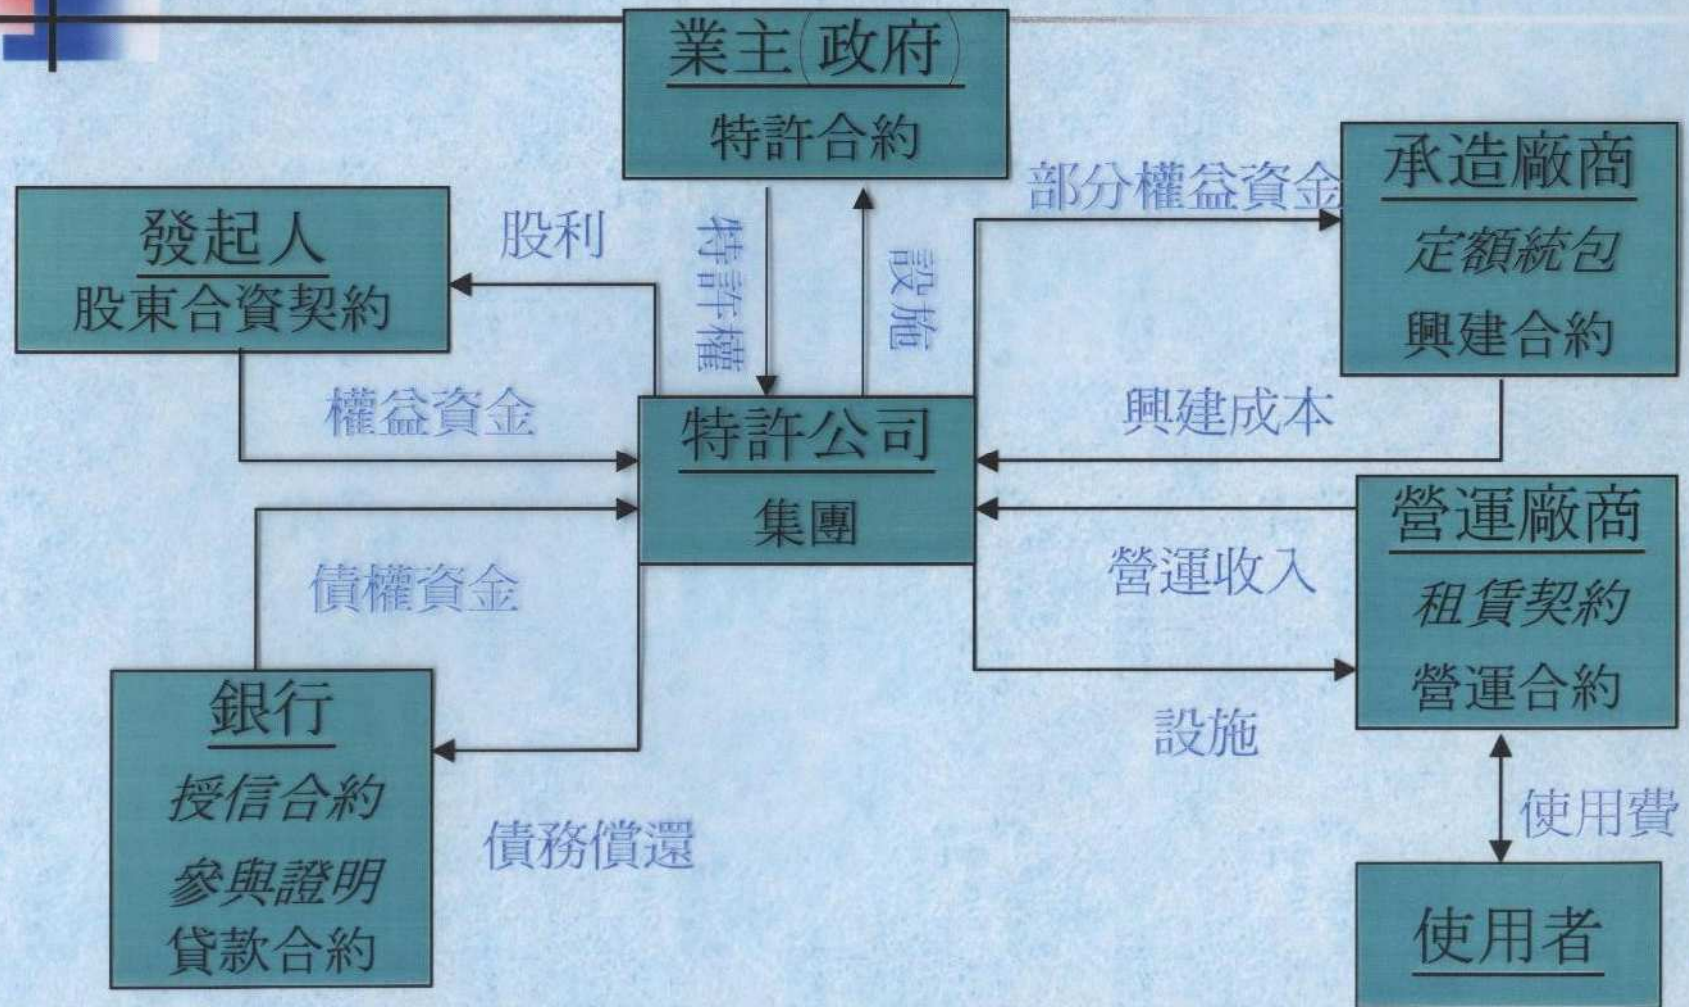 業主(政府)
特許合約
承造廠商
定額統包
興建合約
部分權益資金
發起人
股東合資契約
股利
特許權
設施
權益資金
興建成本
特許公司
集團
債權資金
營運收入
營運廠商
租賃契約
營運合約
設施
銀行
授信合約
參與證明
貸款合約
債務償還
使用費
使用者